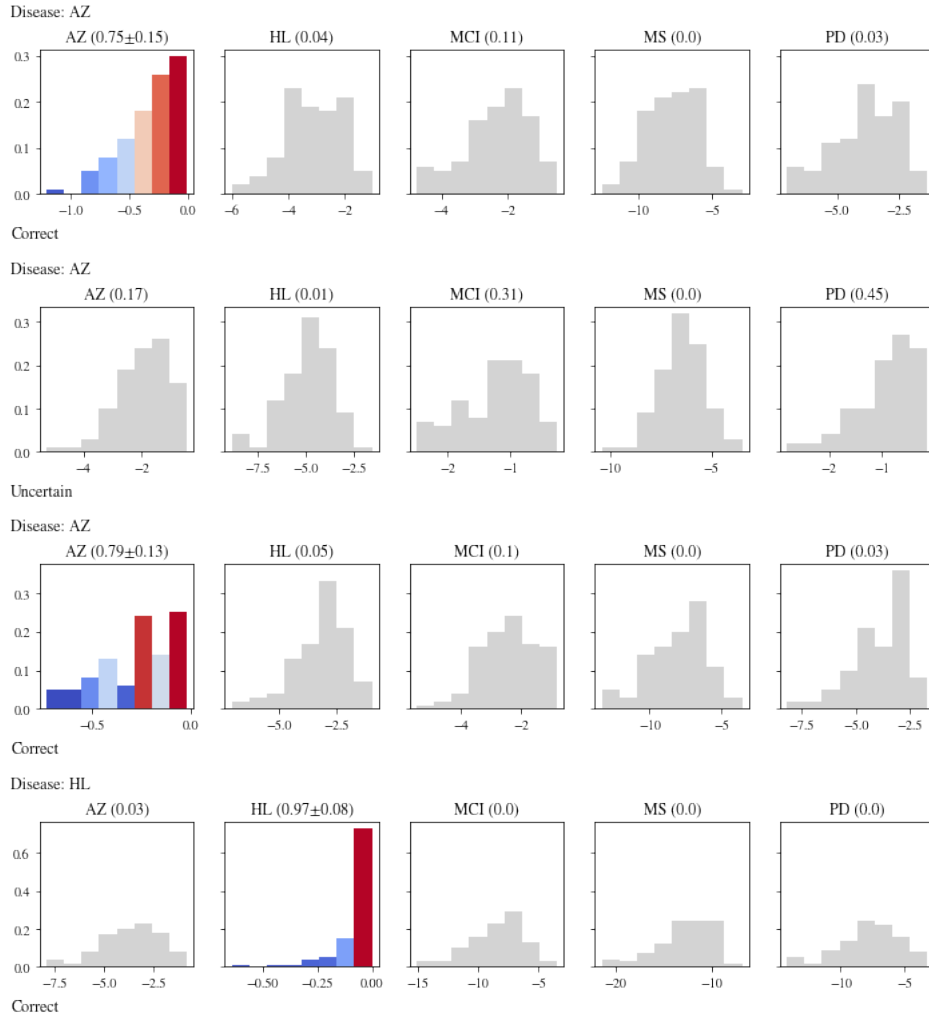 Disease: AZ
AZ (0.75±0.15) HL (0.04) MCI (0.11) MS (0.0) PD (0.03)
0.3
0.2
0.1
0.0
−1.0 −0.5 0.0 −6 −4 −2 −4 −2 −10 −5 −5.0 −2.5
Correct
Disease: AZ
AZ (0.17) HL (0.01) MCI (0.31) MS (0.0) PD (0.45)
0.3
0.2
0.1
0.0
−4 −2 −7.5 −5.0 −2.5 −2 −1 −10 −5 −2 −1
Uncertain
Disease: AZ
AZ (0.79±0.13) HL (0.05) MCI (0.1) MS (0.0) PD (0.03)
0.3
0.2
0.1
0.0
−0.5 0.0 −5.0 −2.5 −4 −2 −10 −5 −7.5 −5.0 −2.5
Correct
Disease: HL
AZ (0.03) HL (0.97±0.08) MCI (0.0) MS (0.0) PD (0.0)
0.6
0.4
0.2
0.0
−7.5 −5.0 −2.5 −0.50 −0.25 0.00 −15 −10 −5 −20 −10 −10 −5
Correct